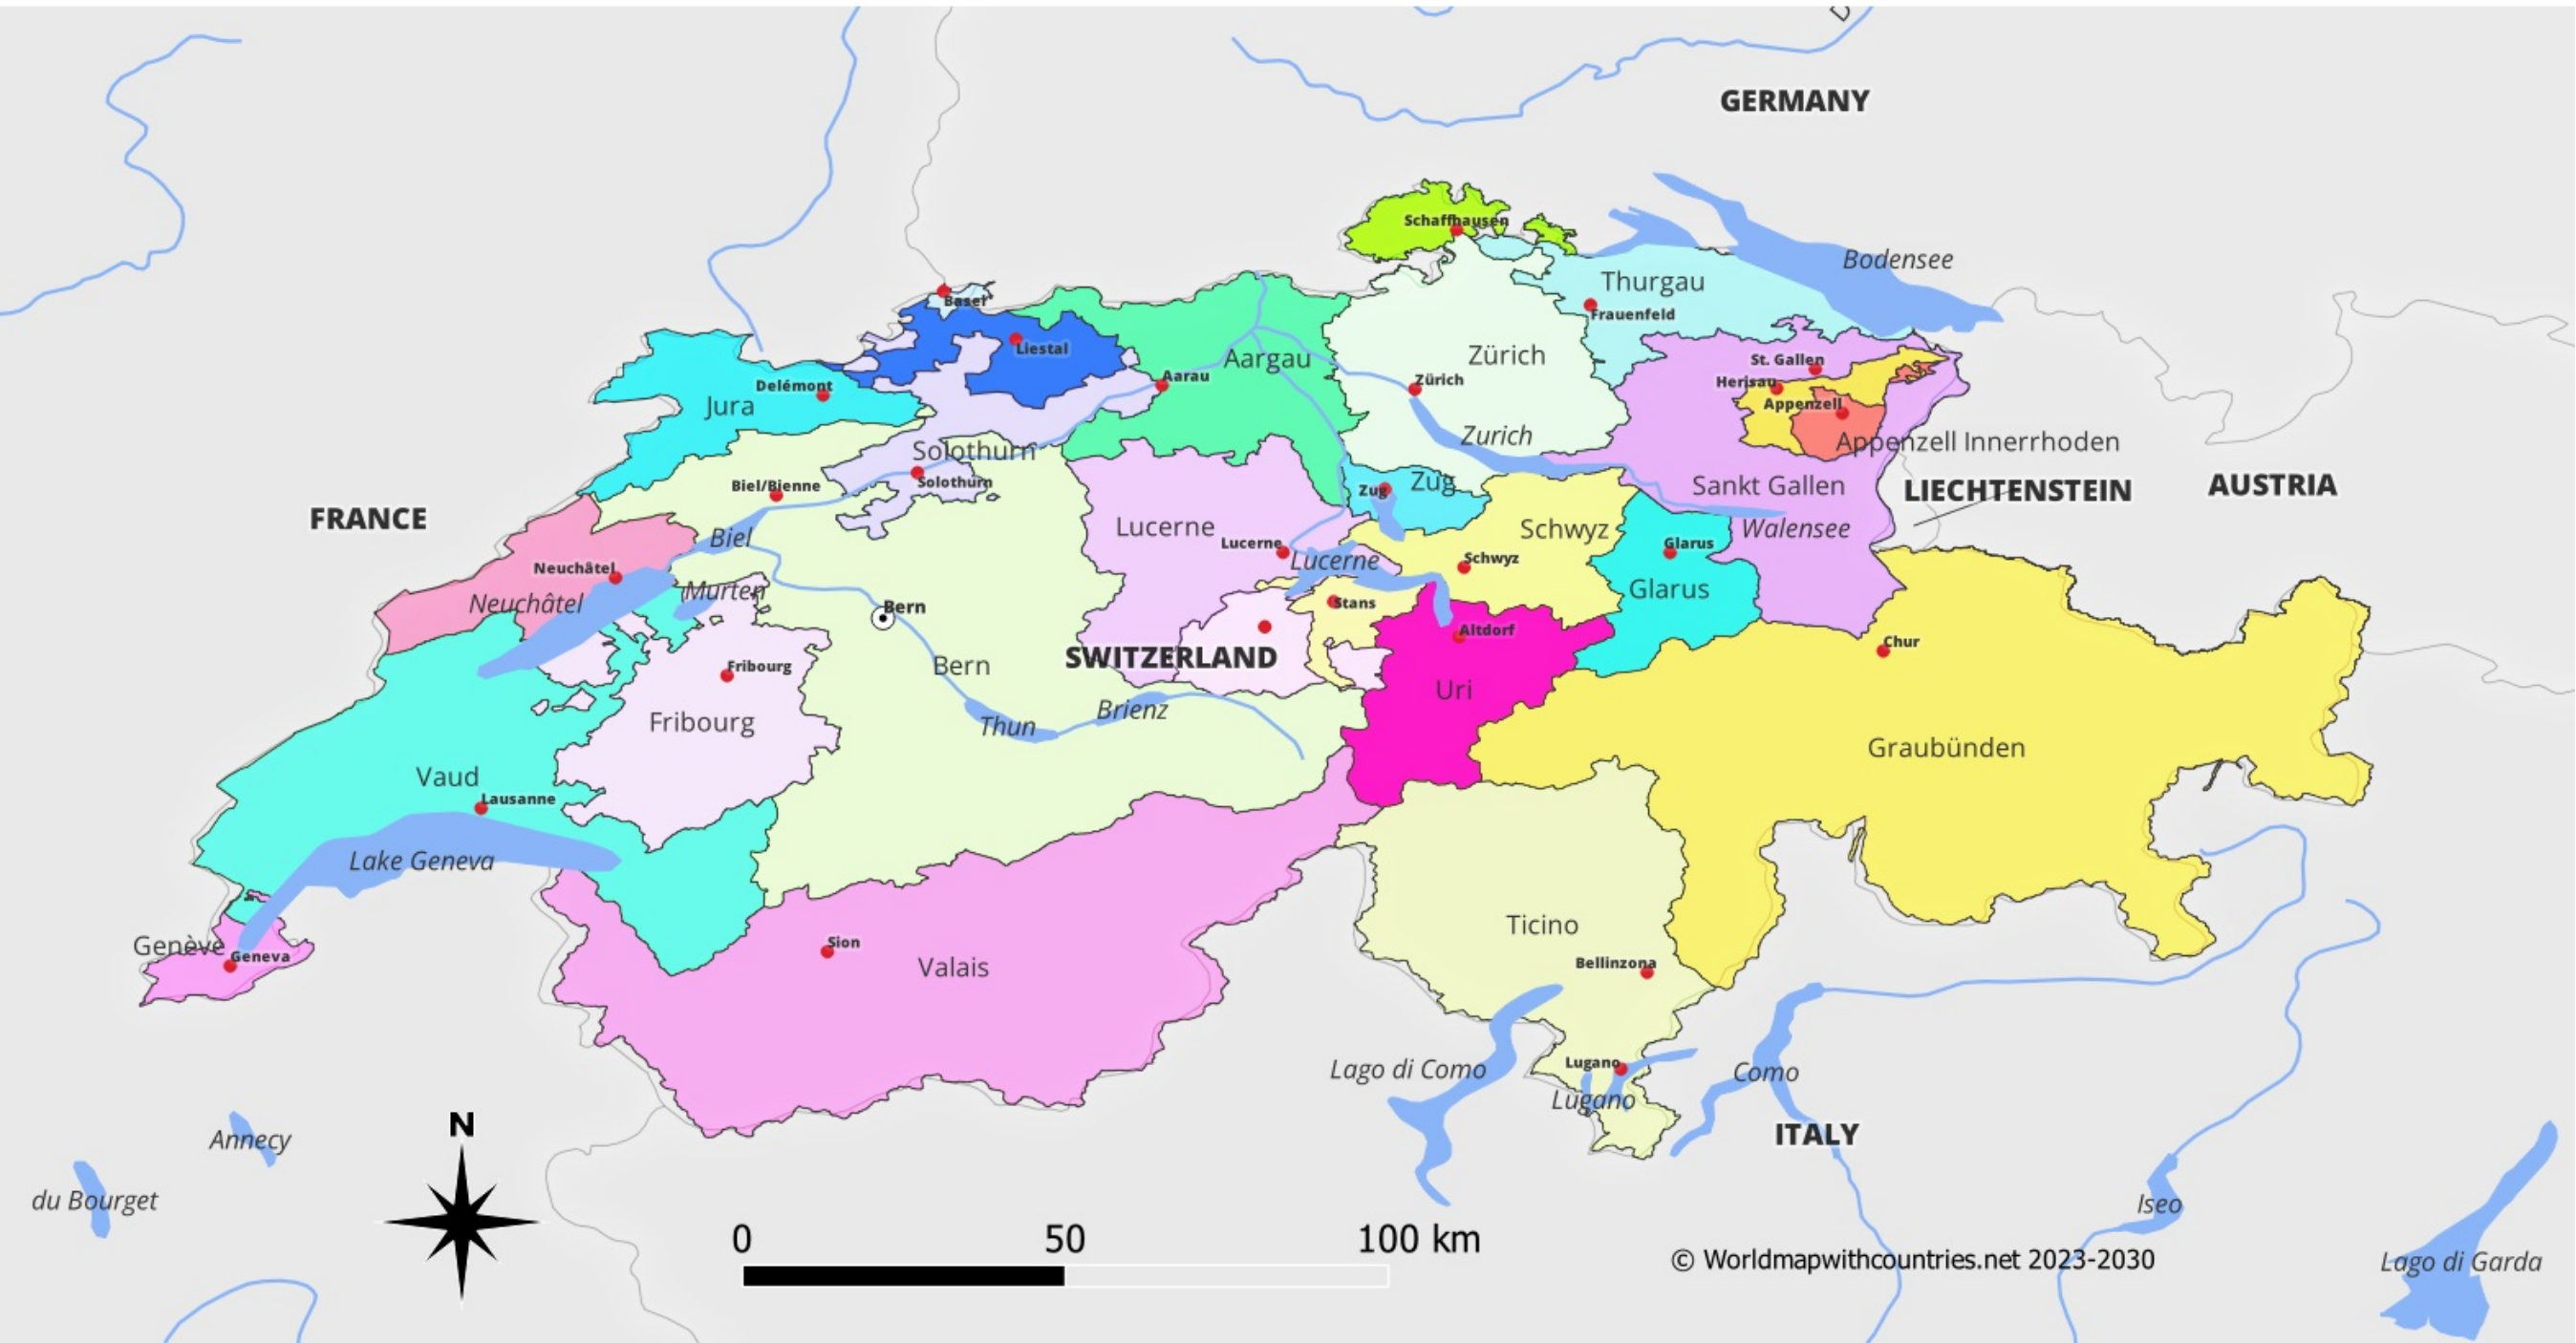 GERMANY
Schaffhausen
Bodensee
Thurgau
Basel
Frauenfeld
Liestal
Aargau
Zürich
St. Gallen
Delémont
Aarau
Zürich
Herisau
Jura
Appenzell
Zurich
Appenzell Innerrhoden
Solothurn
Biel/Bienne
Solothurn
Zug
Zug
Sankt Gallen
LIECHTENSTEIN
AUSTRIA
FRANCE
Lucerne
Schwyz
Walensee
Biel
Lucerne
Glarus
Lucerne
Schwyz
Neuchâtel
Murten
Glarus
Neuchâtel
Stans
Bern
Altdorf
Chur
SWITZERLAND
Fribourg
Bern
Uri
Fribourg
Thun
Brienz
Graubünden
Vaud
Lausanne
Lake Geneva
Ticino
Genève
Geneva
Sion
Valais
Bellinzona
Lugano
Lago di Como
Como
Lugano
N
Annecy
ITALY
du Bourget
Iseo
0 50 100 km
© Worldmapwithcountries.net 2023-2030
Lago di Garda